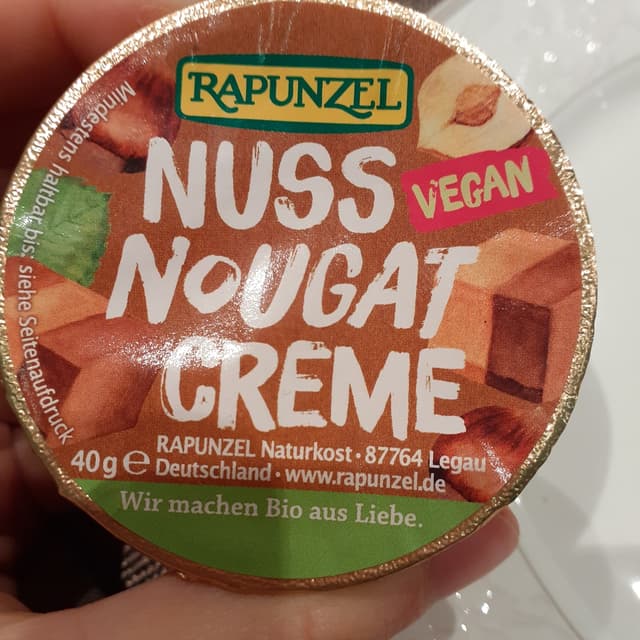 RAPUNZEL
NUSS
VEGAN
NOUGAT
CREME
40g e
RAPUNZEL Naturkost · 87764 Legau
Deutschland · www.rapunzel.de
Wir machen Bio aus Liebe.
Mindestens haltbar bis: siehe Seitenaufdruck